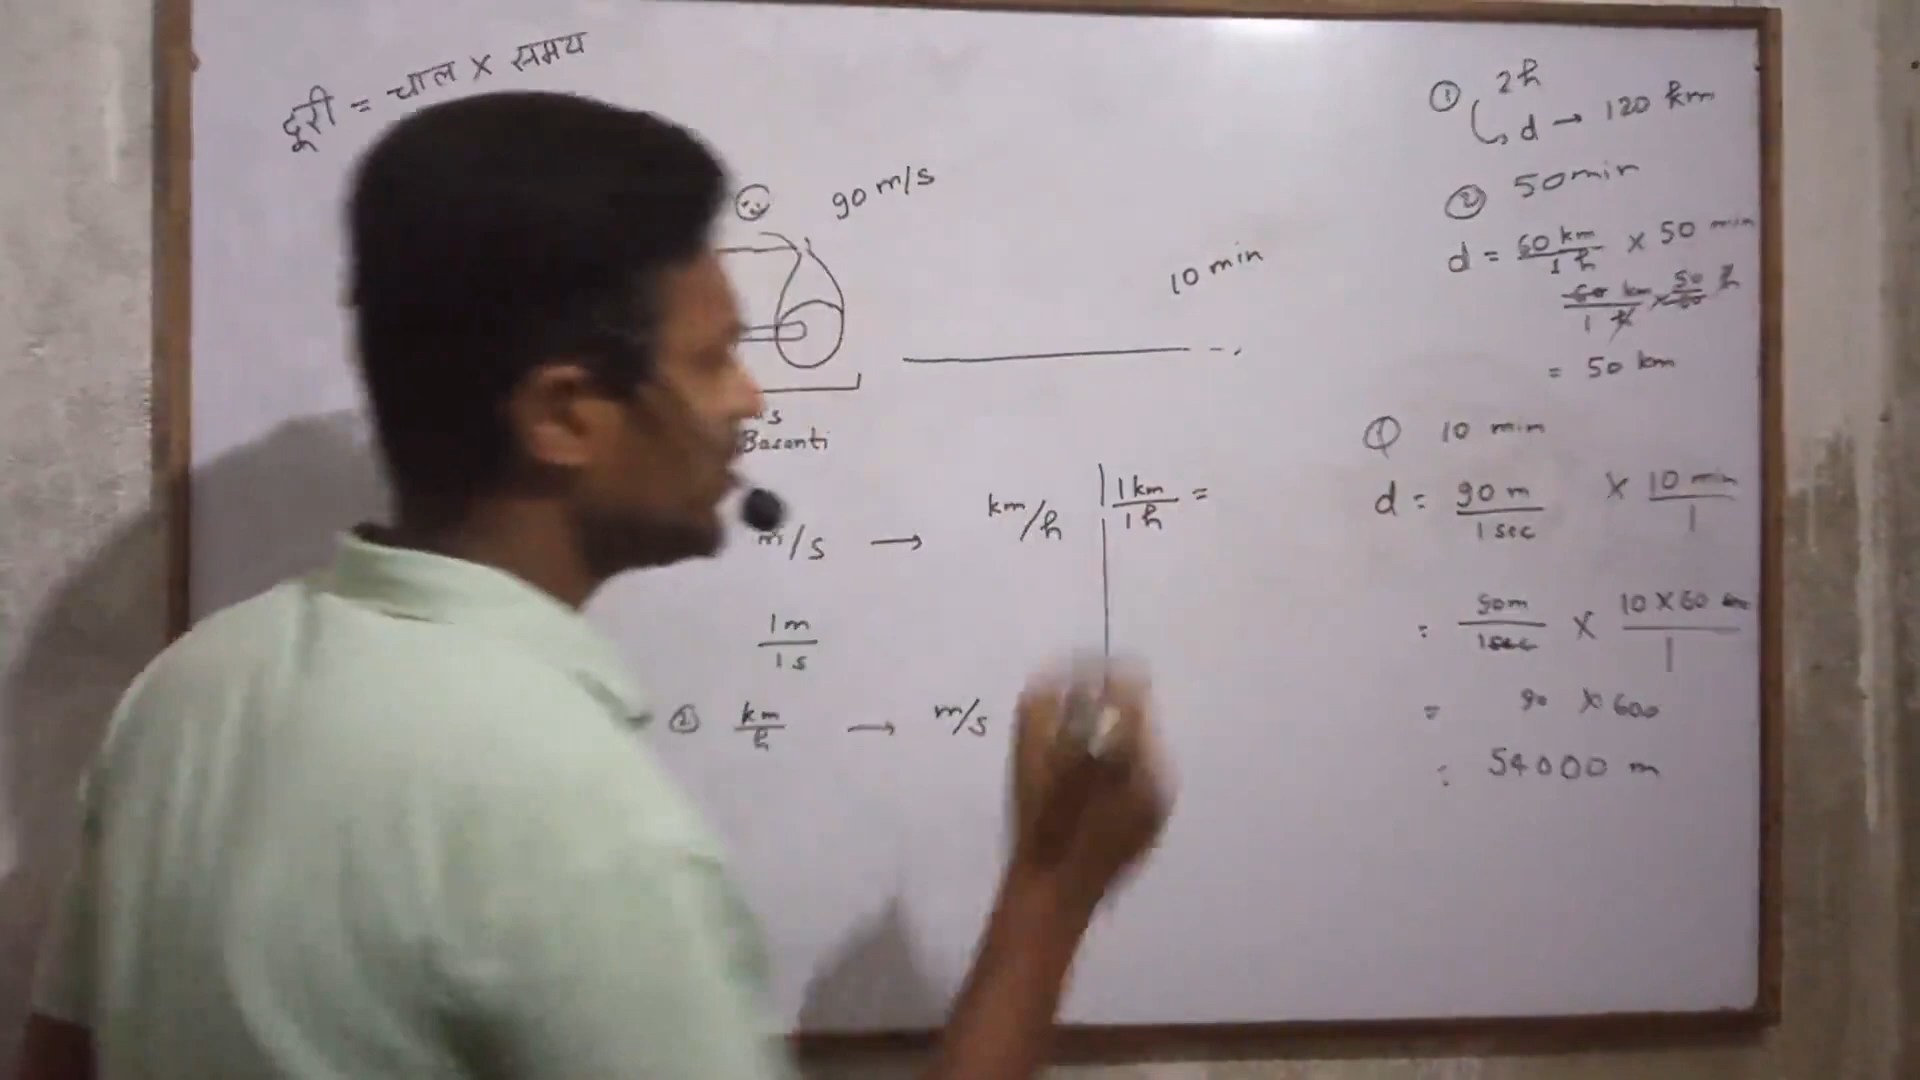 दूरी = चाल × समय
90 m/s
10 min
Basanti
m/s → km/h
1 km / 1 h =
1 m / 1 s
② km / h → m/s
① 2h
d → 120 km
② 50 min
d = 60 km / 1 h × 50 min
60 km / 1 h × 50 / 60 h
= 50 km
① 10 min
d = 90 m / 1 sec × 10 min / 1
= 90 m / 1 sec × 10 × 60 sec / 1
= 90 × 600
= 54000 m